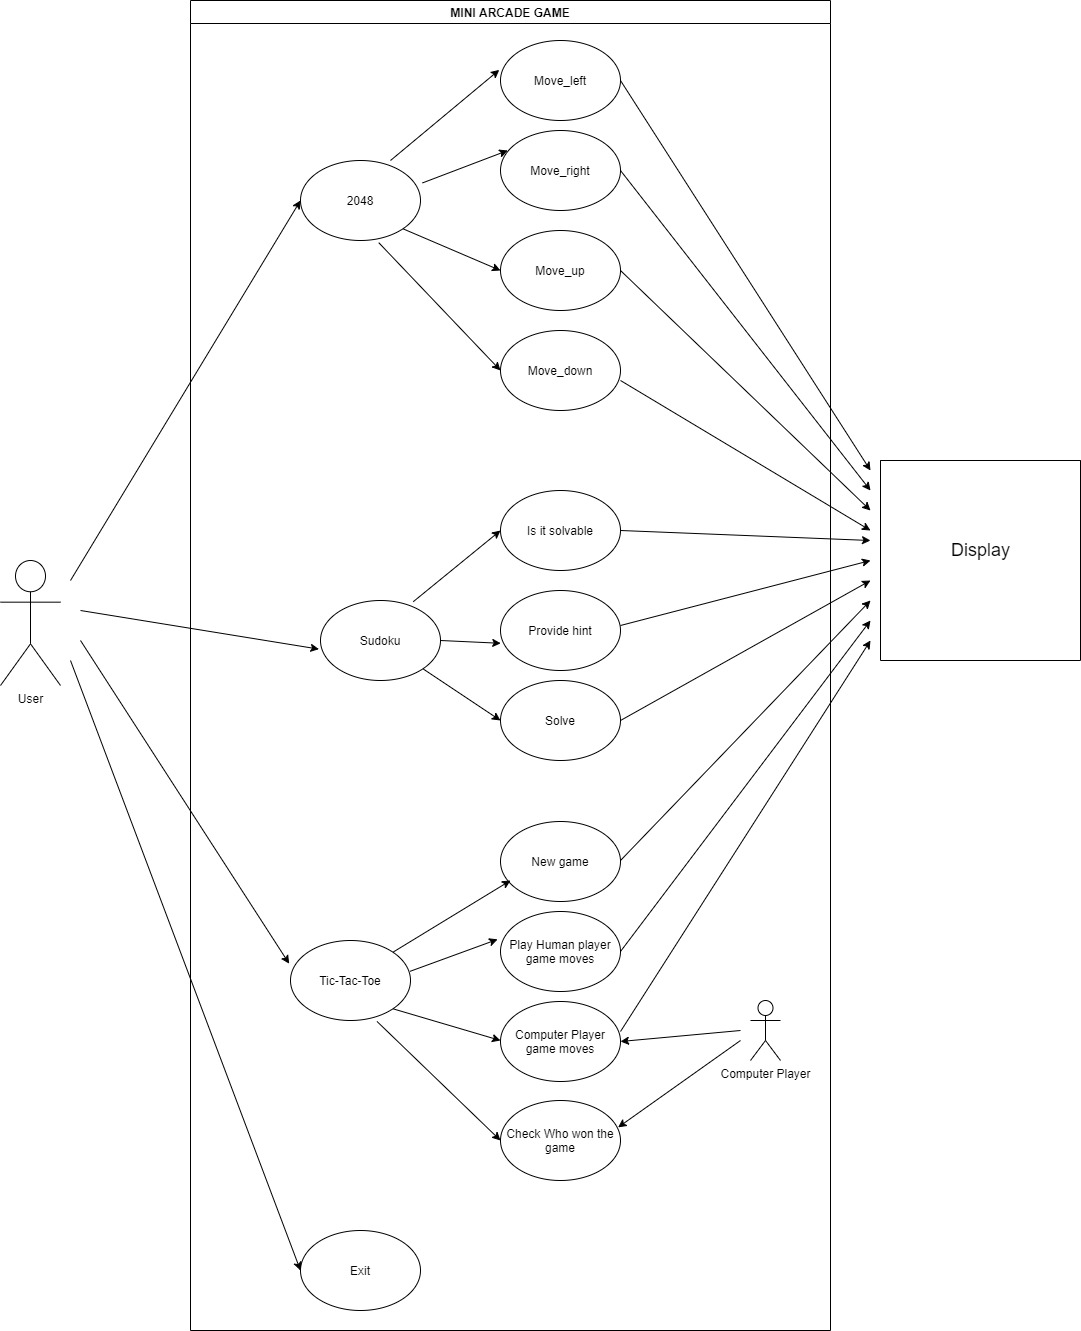 MINI ARCADE GAME
Move_left
Move_right
2048
Move_up
Move_down
Is it solvable
Display
Provide hint
Sudoku
User
Solve
New game
Play Human player
game moves
Tic-Tac-Toe
Computer Player
game moves
Computer Player
Check Who won the
game
Exit